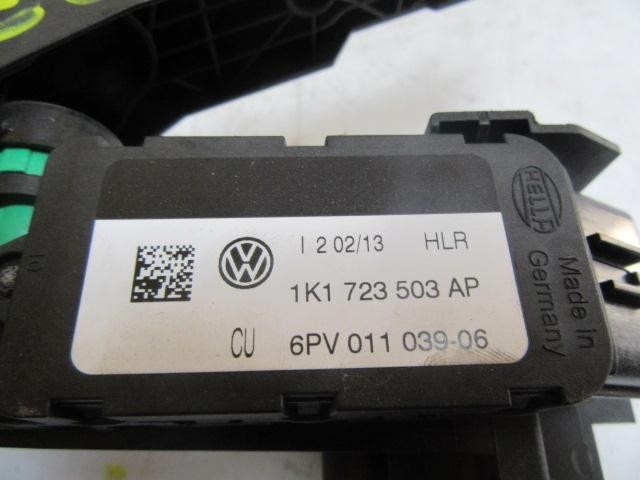 I 2 02/13 HLR
1K1 723 503 AP
CU 6PV 011 039-06
HELLA
Made in
Germany